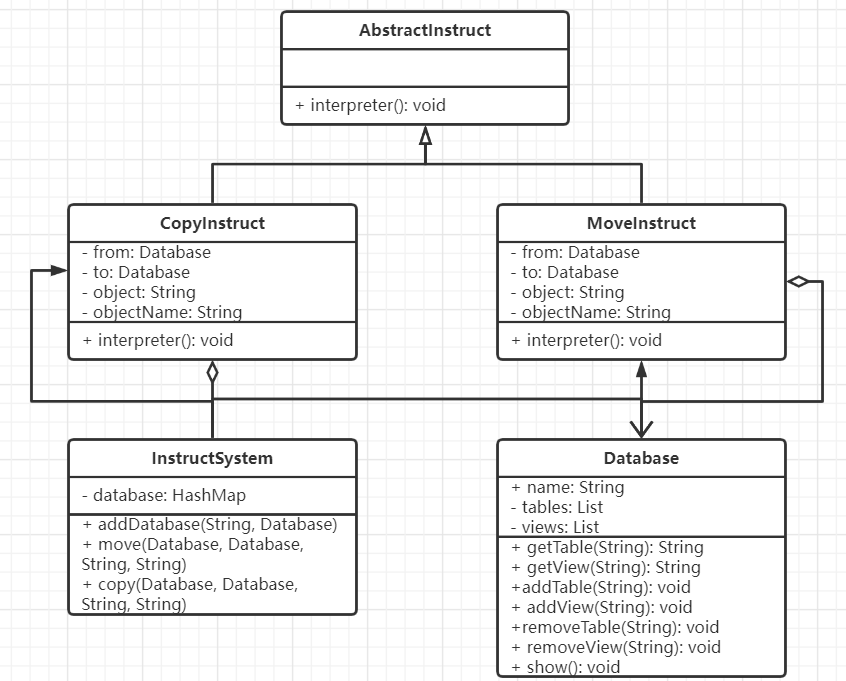 AbstractInstruct
+ interpreter(): void
CopyInstruct
- from: Database
- to: Database
- object: String
- objectName: String
+ interpreter(): void
MoveInstruct
- from: Database
- to: Database
- object: String
- objectName: String
+ interpreter(): void
InstructSystem
- database: HashMap
+ addDatabase(String, Database)
+ move(Database, Database,
String, String)
+ copy(Database, Database,
String, String)
Database
+ name: String
- tables: List
- views: List
+ getTable(String): String
+ getView(String): String
+addTable(String): void
+ addView(String): void
+removeTable(String): void
+ removeView(String): void
+ show(): void